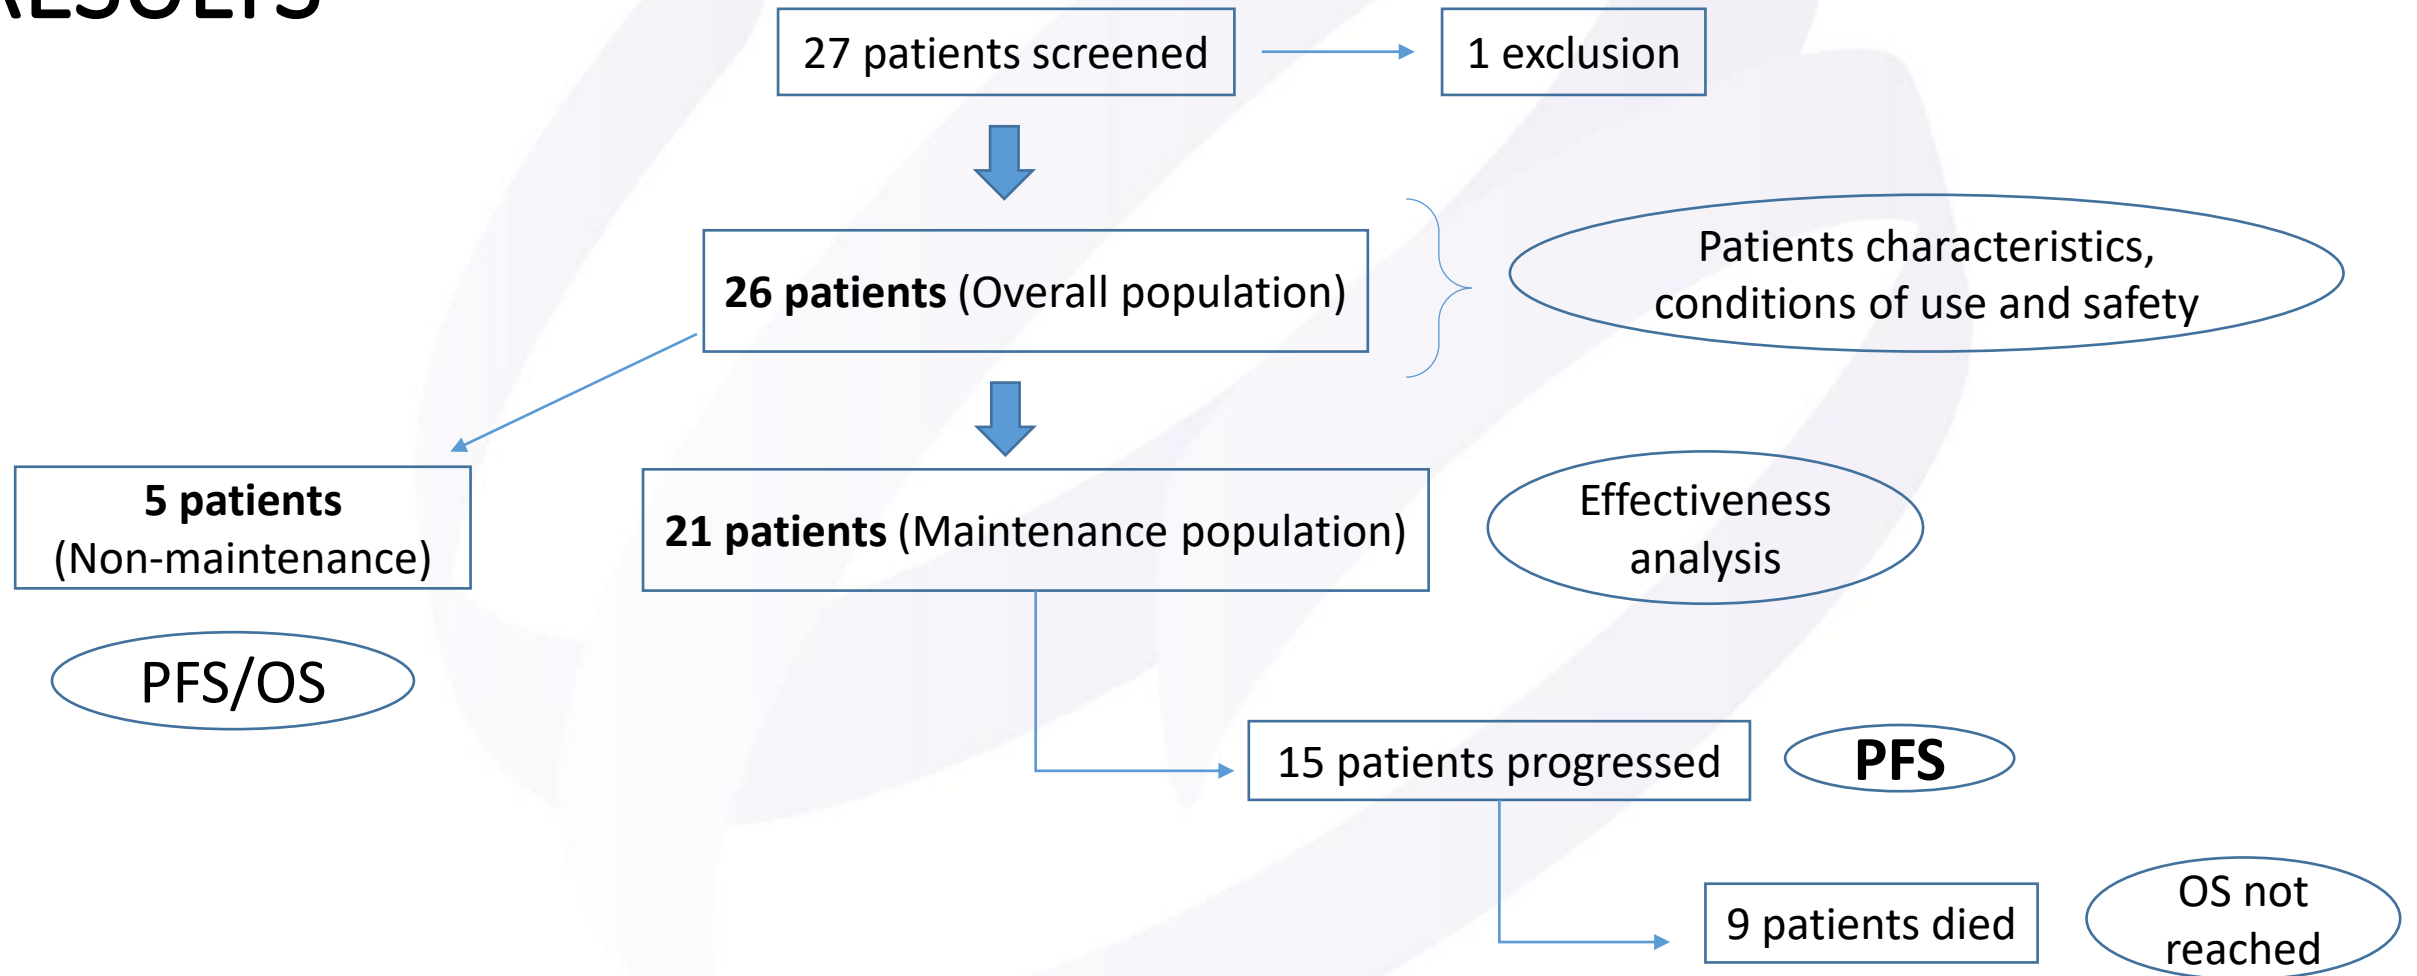 RESULTS
27 patients screened
1 exclusion
26 patients (Overall population)
Patients characteristics,
conditions of use and safety
5 patients
(Non-maintenance)
21 patients (Maintenance population)
Effectiveness
analysis
PFS/OS
15 patients progressed
PFS
9 patients died
OS not
reached